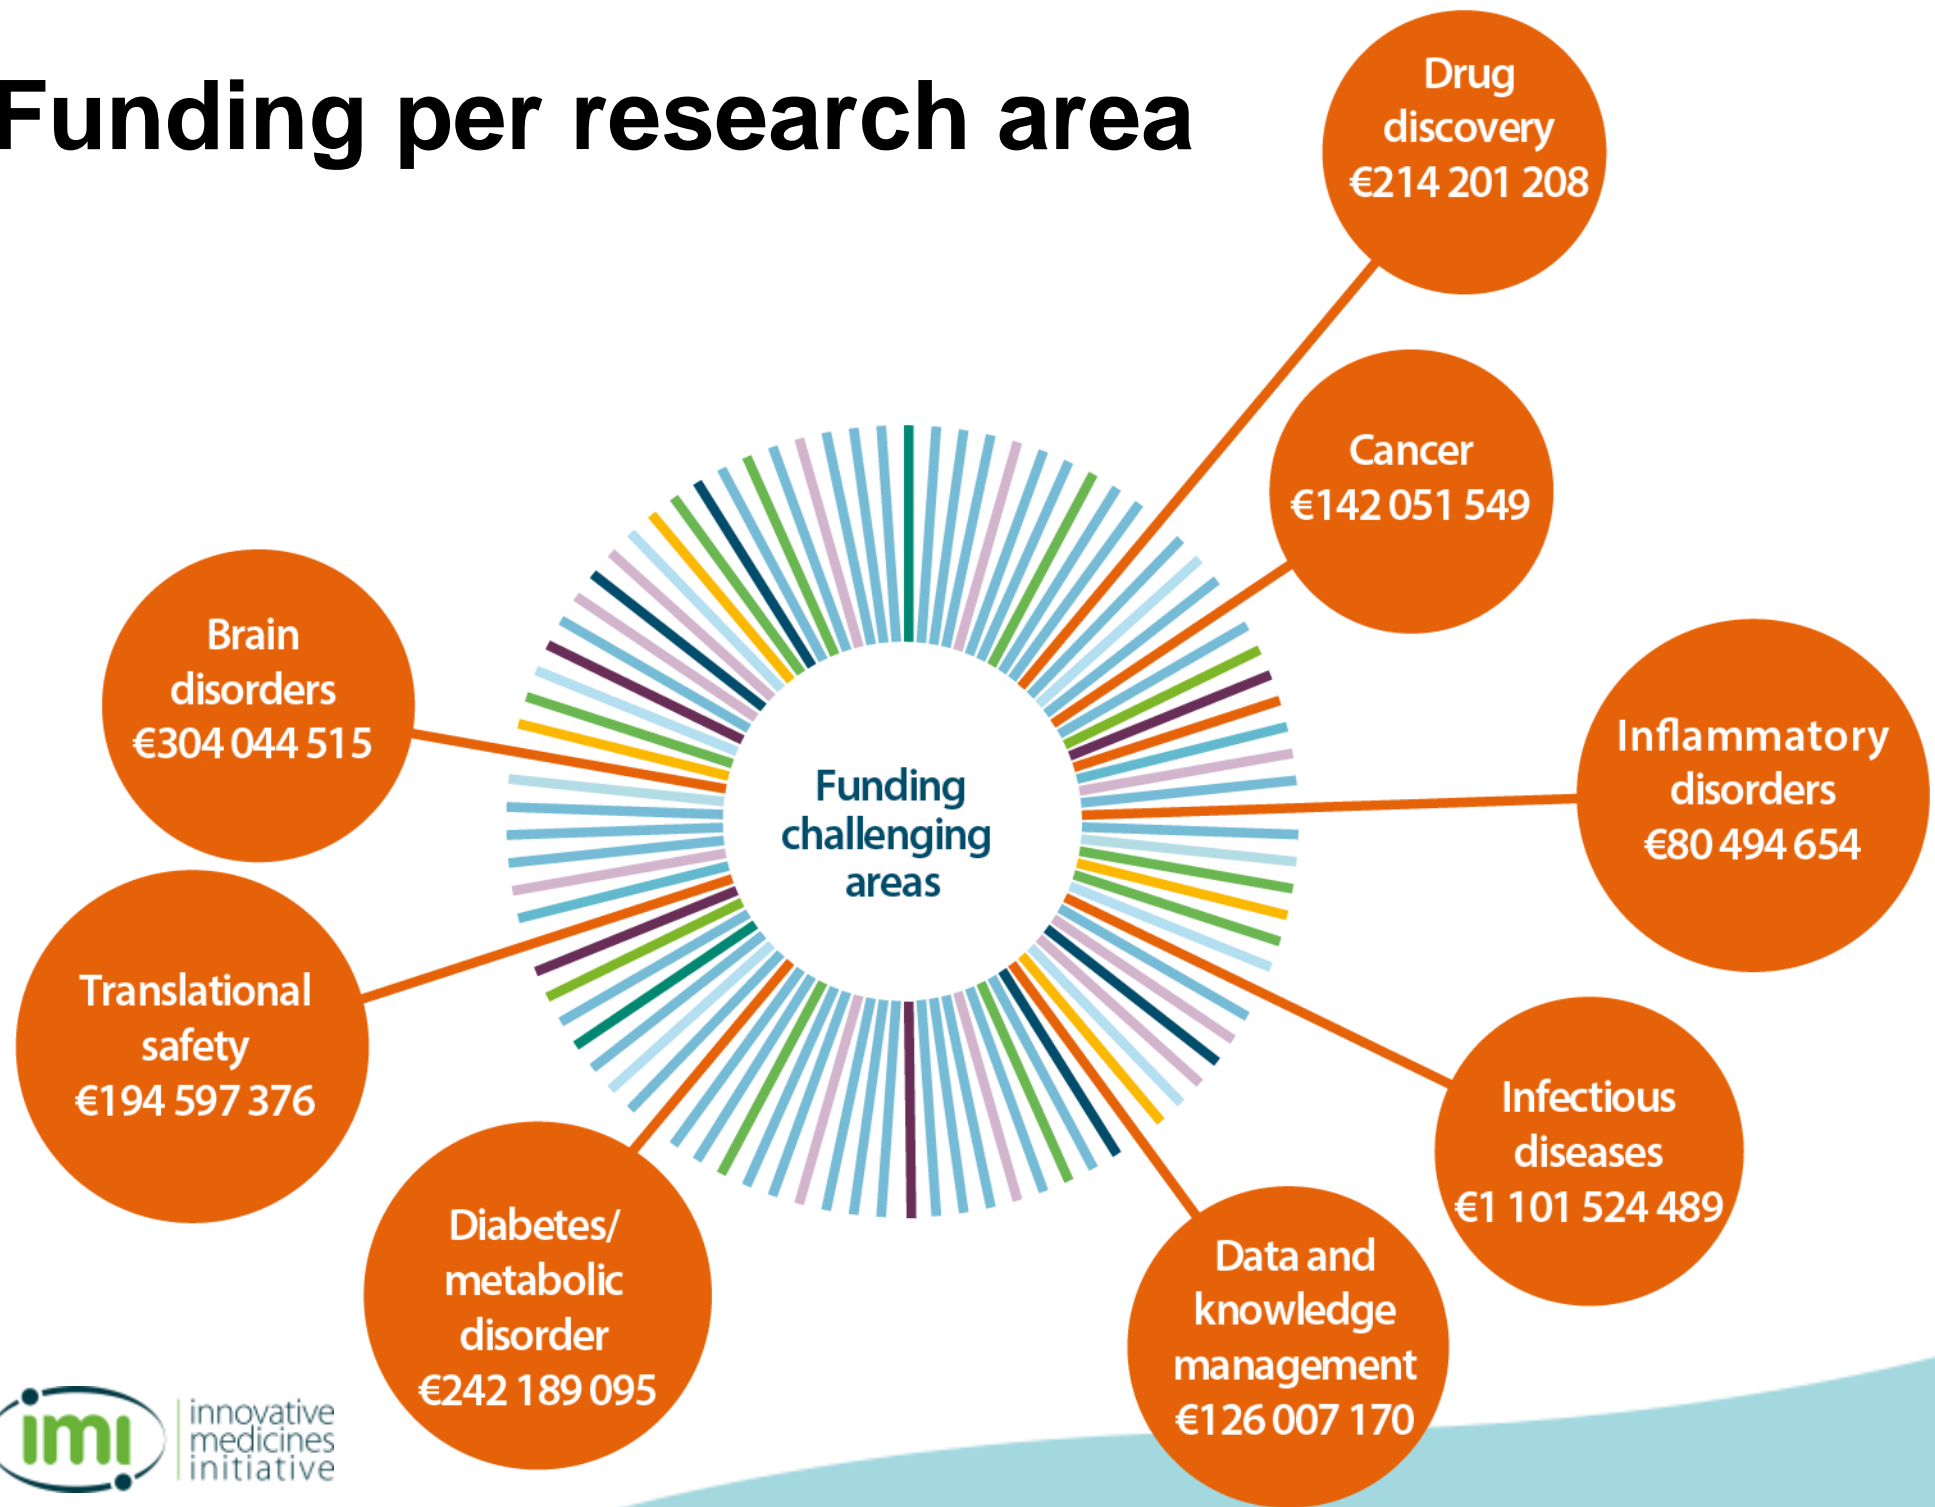 Funding per research area
Drug
discovery
€214 201 208
Cancer
€142 051 549
Inflammatory
disorders
€80 494 654
Infectious
diseases
€1 101 524 489
Data and
knowledge
management
€126 007 170
Diabetes/
metabolic
disorder
€242 189 095
Translational
safety
€194 597 376
Brain
disorders
€304 044 515
Funding
challenging
areas
imi
innovative
medicines
initiative